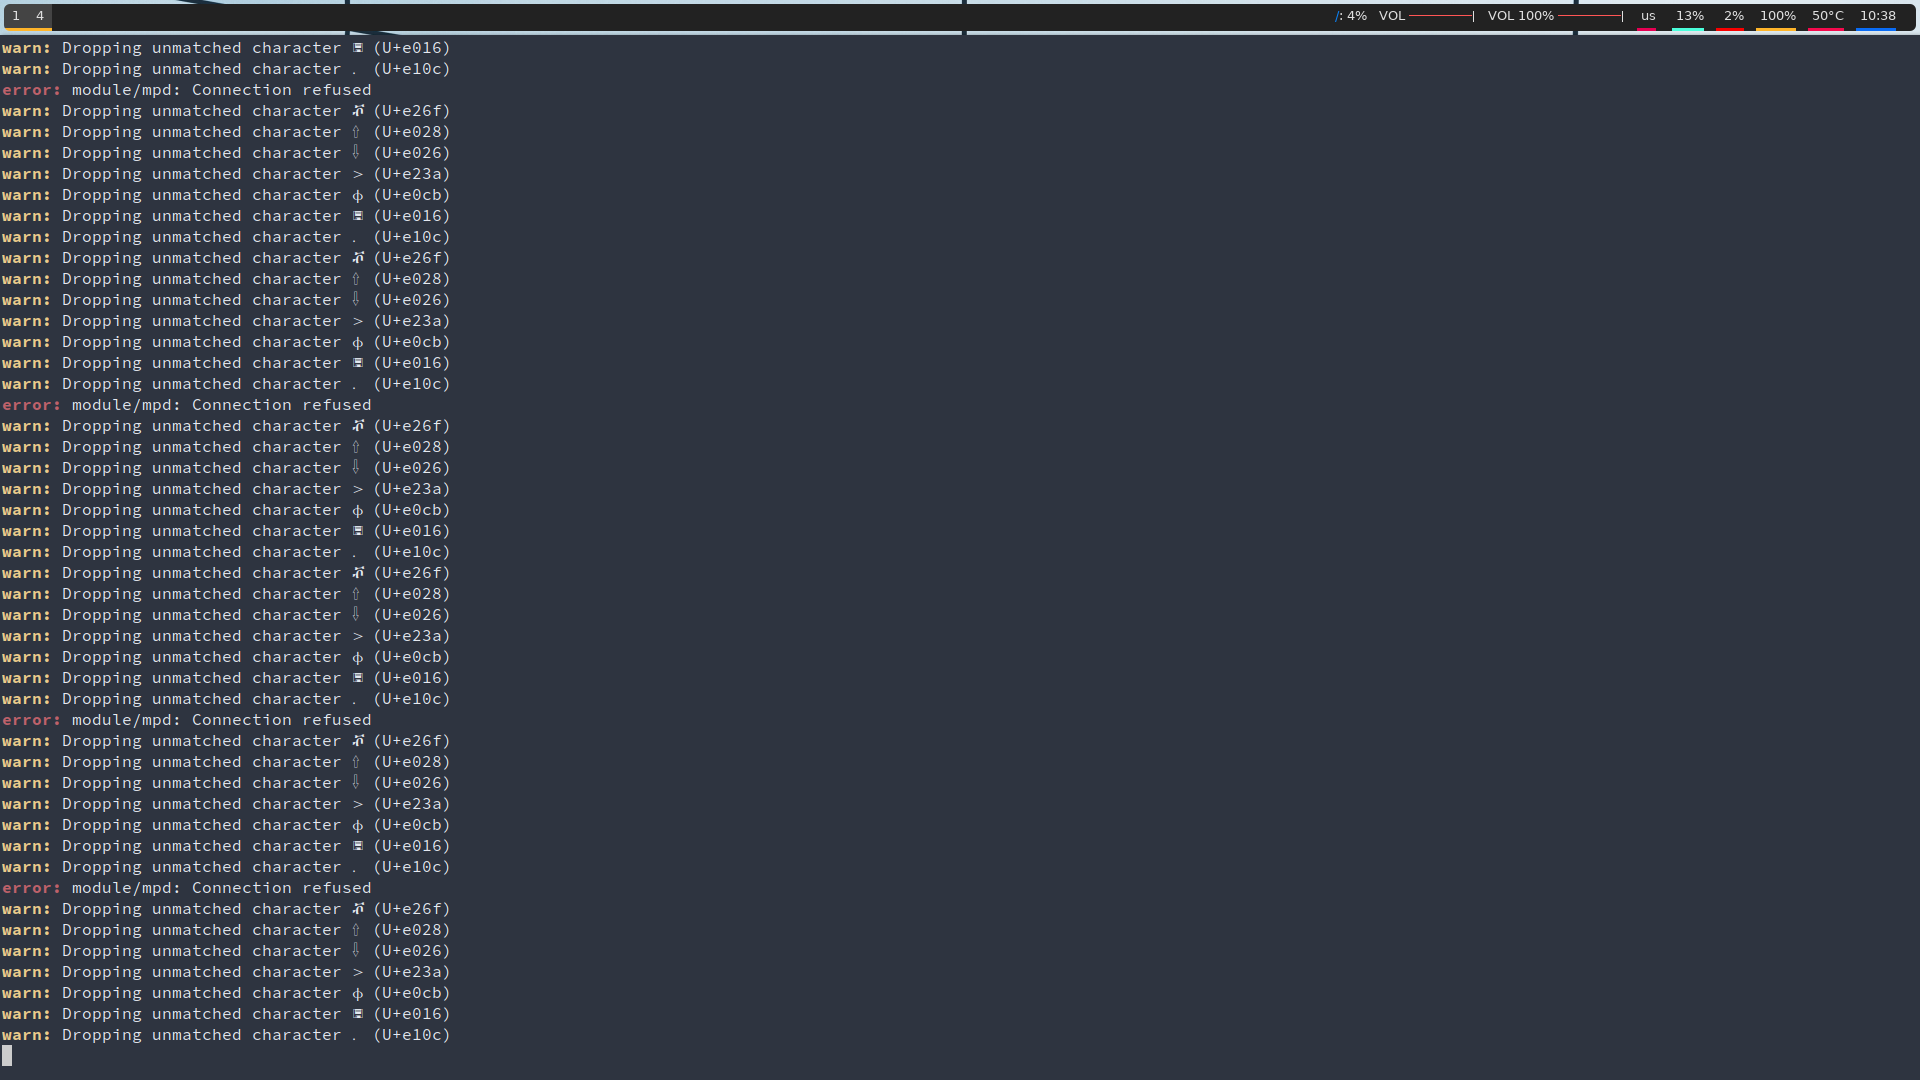 1 4 /: 4% VOL VOL 100% us 13% 2% 100% 50°C 10:38
warn: Dropping unmatched character (U+e016)
warn: Dropping unmatched character . (U+e10c)
error: module/mpd: Connection refused
warn: Dropping unmatched character (U+e26f)
warn: Dropping unmatched character ⇧ (U+e028)
warn: Dropping unmatched character ⇩ (U+e026)
warn: Dropping unmatched character > (U+e23a)
warn: Dropping unmatched character ф (U+e0cb)
warn: Dropping unmatched character (U+e016)
warn: Dropping unmatched character . (U+e10c)
warn: Dropping unmatched character (U+e26f)
warn: Dropping unmatched character ⇧ (U+e028)
warn: Dropping unmatched character ⇩ (U+e026)
warn: Dropping unmatched character > (U+e23a)
warn: Dropping unmatched character ф (U+e0cb)
warn: Dropping unmatched character (U+e016)
warn: Dropping unmatched character . (U+e10c)
error: module/mpd: Connection refused
warn: Dropping unmatched character (U+e26f)
warn: Dropping unmatched character ⇧ (U+e028)
warn: Dropping unmatched character ⇩ (U+e026)
warn: Dropping unmatched character > (U+e23a)
warn: Dropping unmatched character ф (U+e0cb)
warn: Dropping unmatched character (U+e016)
warn: Dropping unmatched character . (U+e10c)
warn: Dropping unmatched character (U+e26f)
warn: Dropping unmatched character ⇧ (U+e028)
warn: Dropping unmatched character ⇩ (U+e026)
warn: Dropping unmatched character > (U+e23a)
warn: Dropping unmatched character ф (U+e0cb)
warn: Dropping unmatched character (U+e016)
warn: Dropping unmatched character . (U+e10c)
error: module/mpd: Connection refused
warn: Dropping unmatched character (U+e26f)
warn: Dropping unmatched character ⇧ (U+e028)
warn: Dropping unmatched character ⇩ (U+e026)
warn: Dropping unmatched character > (U+e23a)
warn: Dropping unmatched character ф (U+e0cb)
warn: Dropping unmatched character (U+e016)
warn: Dropping unmatched character . (U+e10c)
error: module/mpd: Connection refused
warn: Dropping unmatched character (U+e26f)
warn: Dropping unmatched character ⇧ (U+e028)
warn: Dropping unmatched character ⇩ (U+e026)
warn: Dropping unmatched character > (U+e23a)
warn: Dropping unmatched character ф (U+e0cb)
warn: Dropping unmatched character (U+e016)
warn: Dropping unmatched character . (U+e10c)